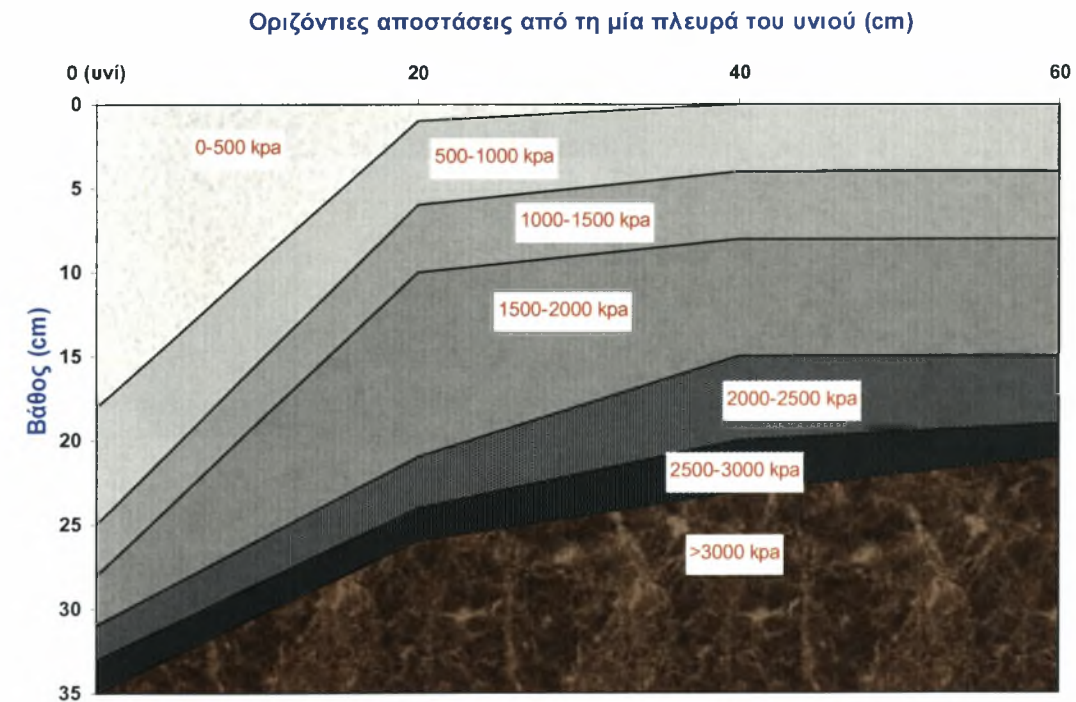 Οριζόντιες αποστάσεις από τη μία πλευρά του υνιού (cm)
0 (υνί) 20 40 60
0
5
10
15
20
25
30
35
Βάθος (cm)
0-500 kpa
500-1000 kpa
1000-1500 kpa
1500-2000 kpa
2000-2500 kpa
2500-3000 kpa
>3000 kpa